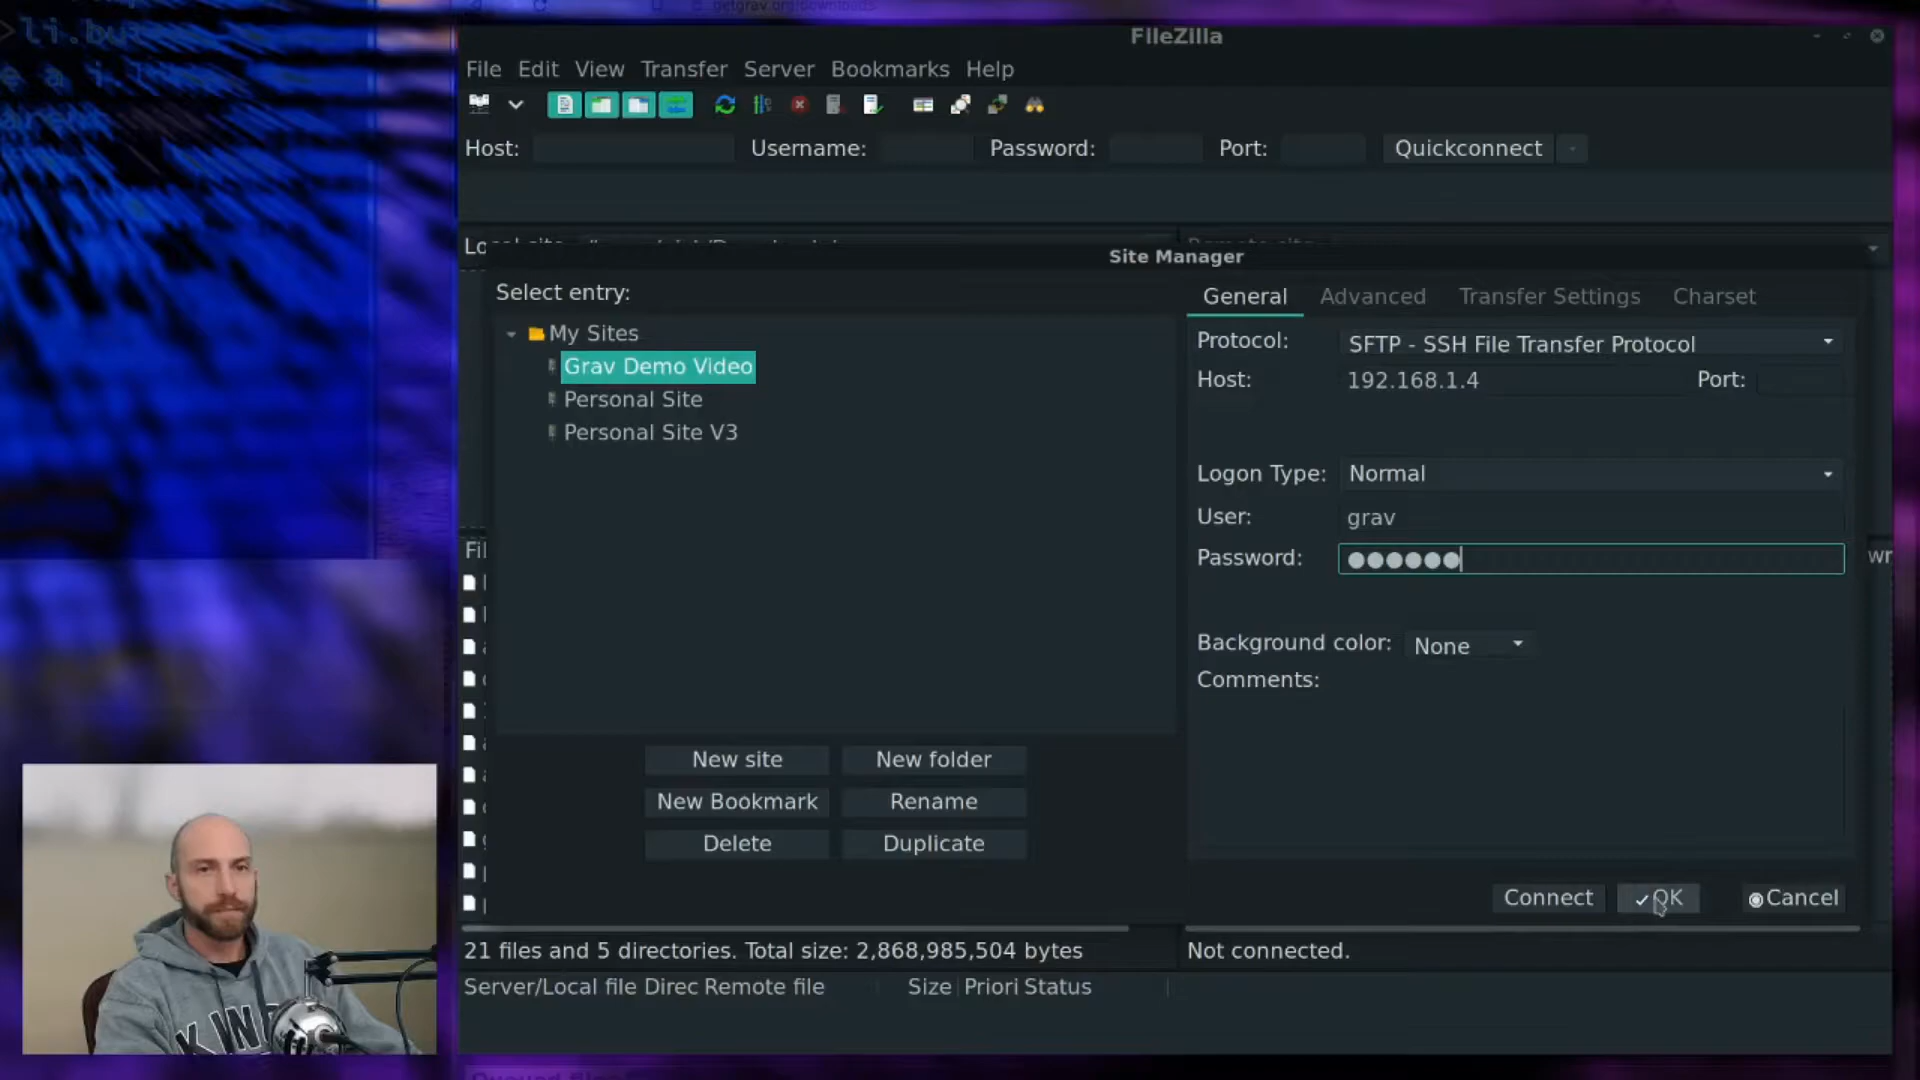 getgrav.org/downloads
FileZilla
File Edit View Transfer Server Bookmarks Help
Host: Username: Password: Port: Quickconnect
Site Manager
Select entry:
My Sites
Grav Demo Video
Personal Site
Personal Site V3
New site New folder
New Bookmark Rename
Delete Duplicate
General Advanced Transfer Settings Charset
Protocol: SFTP - SSH File Transfer Protocol
Host: 192.168.1.4 Port:
Logon Type: Normal
User: grav
Password: ●●●●●●
Background color: None
Comments:
Connect OK Cancel
21 files and 5 directories. Total size: 2,868,985,504 bytes
Not connected.
Server/Local file Direc Remote file Size Priori Status